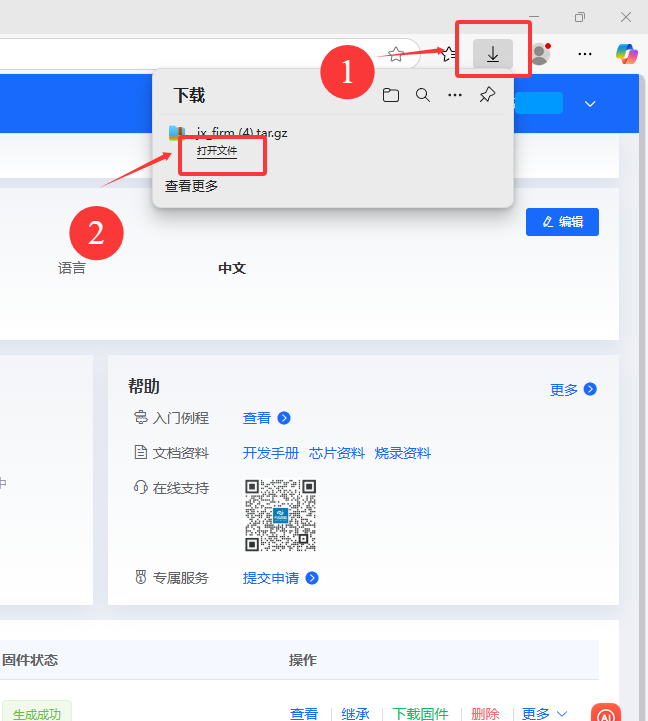 1
下载
jx_firm (4).tar.gz
打开文件
查看更多
2
编辑
语言 中文
帮助
更多
入门例程 查看
文档资料 开发手册 芯片资料 烧录资料
在线支持
专属服务 提交申请
中
固件状态 操作
生成成功 查看 继承 下载固件 删除 更多
AI